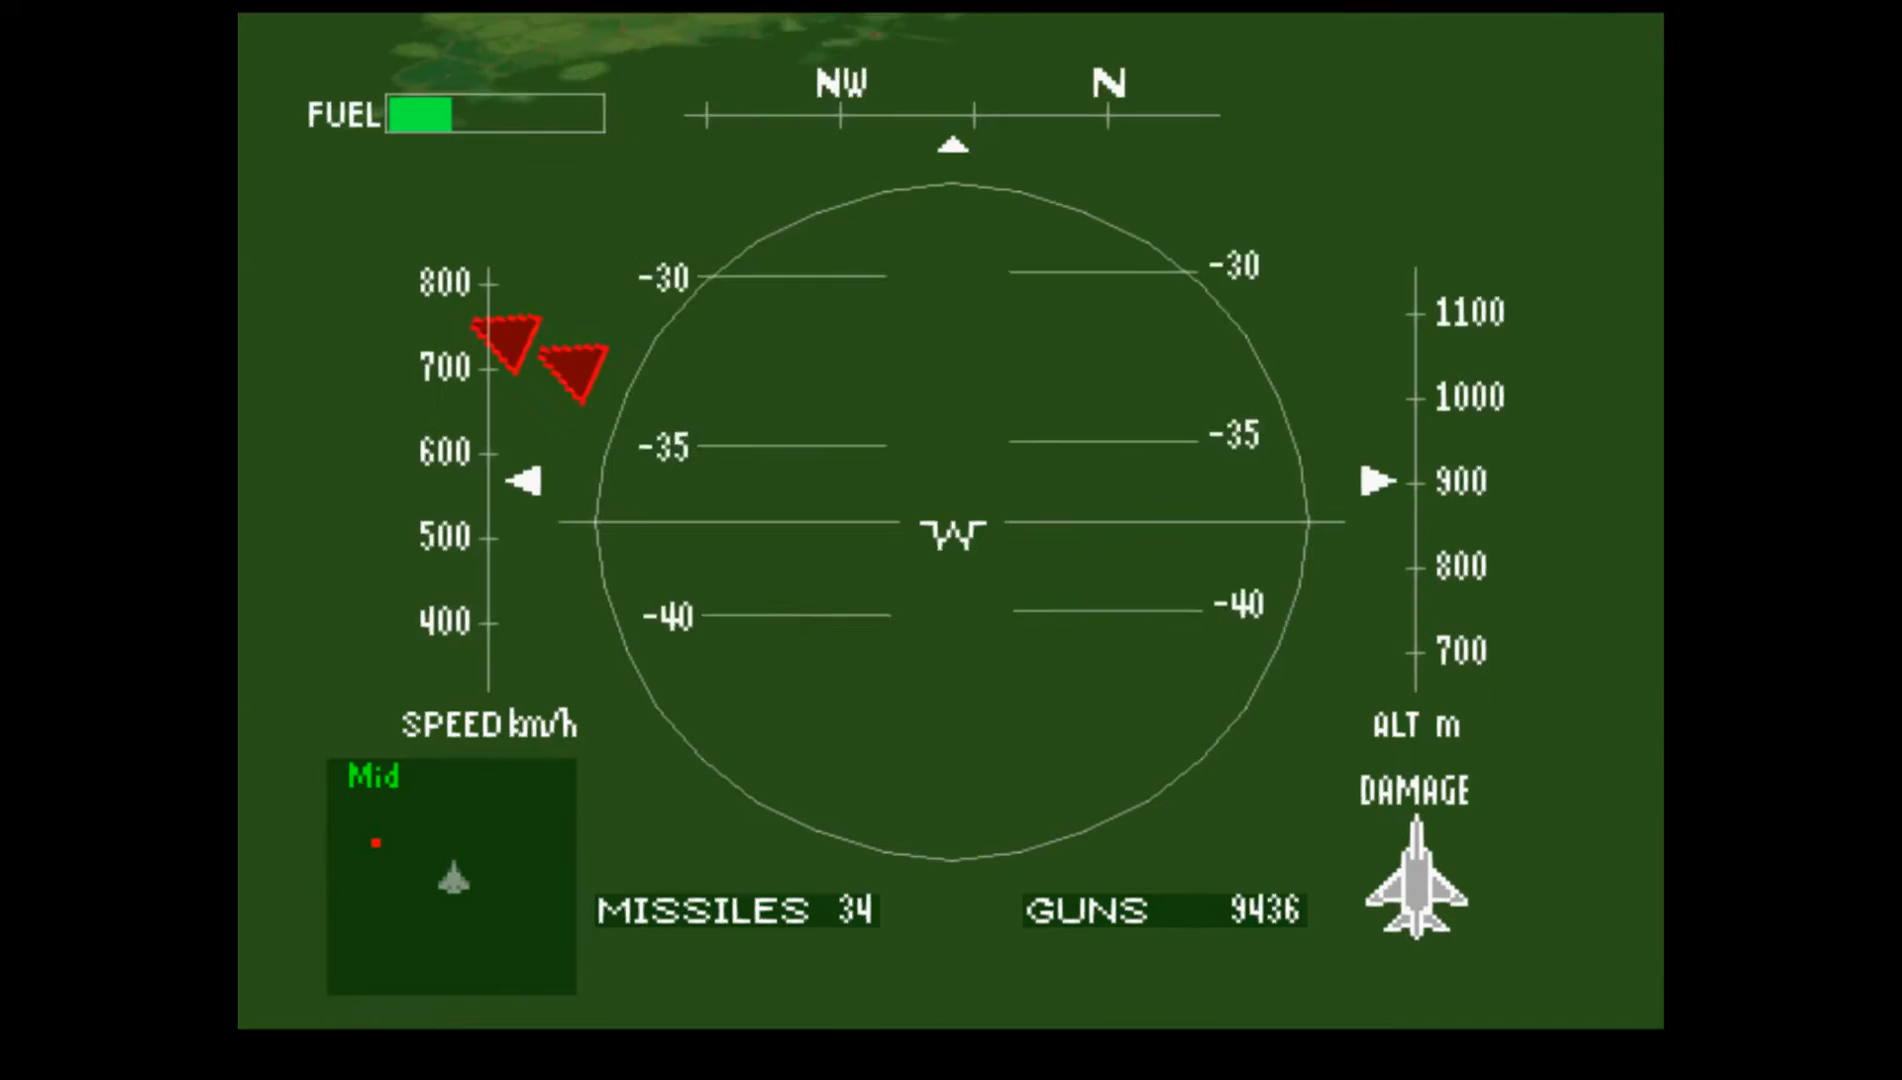 NW N
FUEL
-30 -30
800
1100
700
1000
-35 -35
600
900
500
800
-40 -40
400
700
SPEED km/h
ALT m
Mid
DAMAGE
MISSILES 34
GUNS 9436